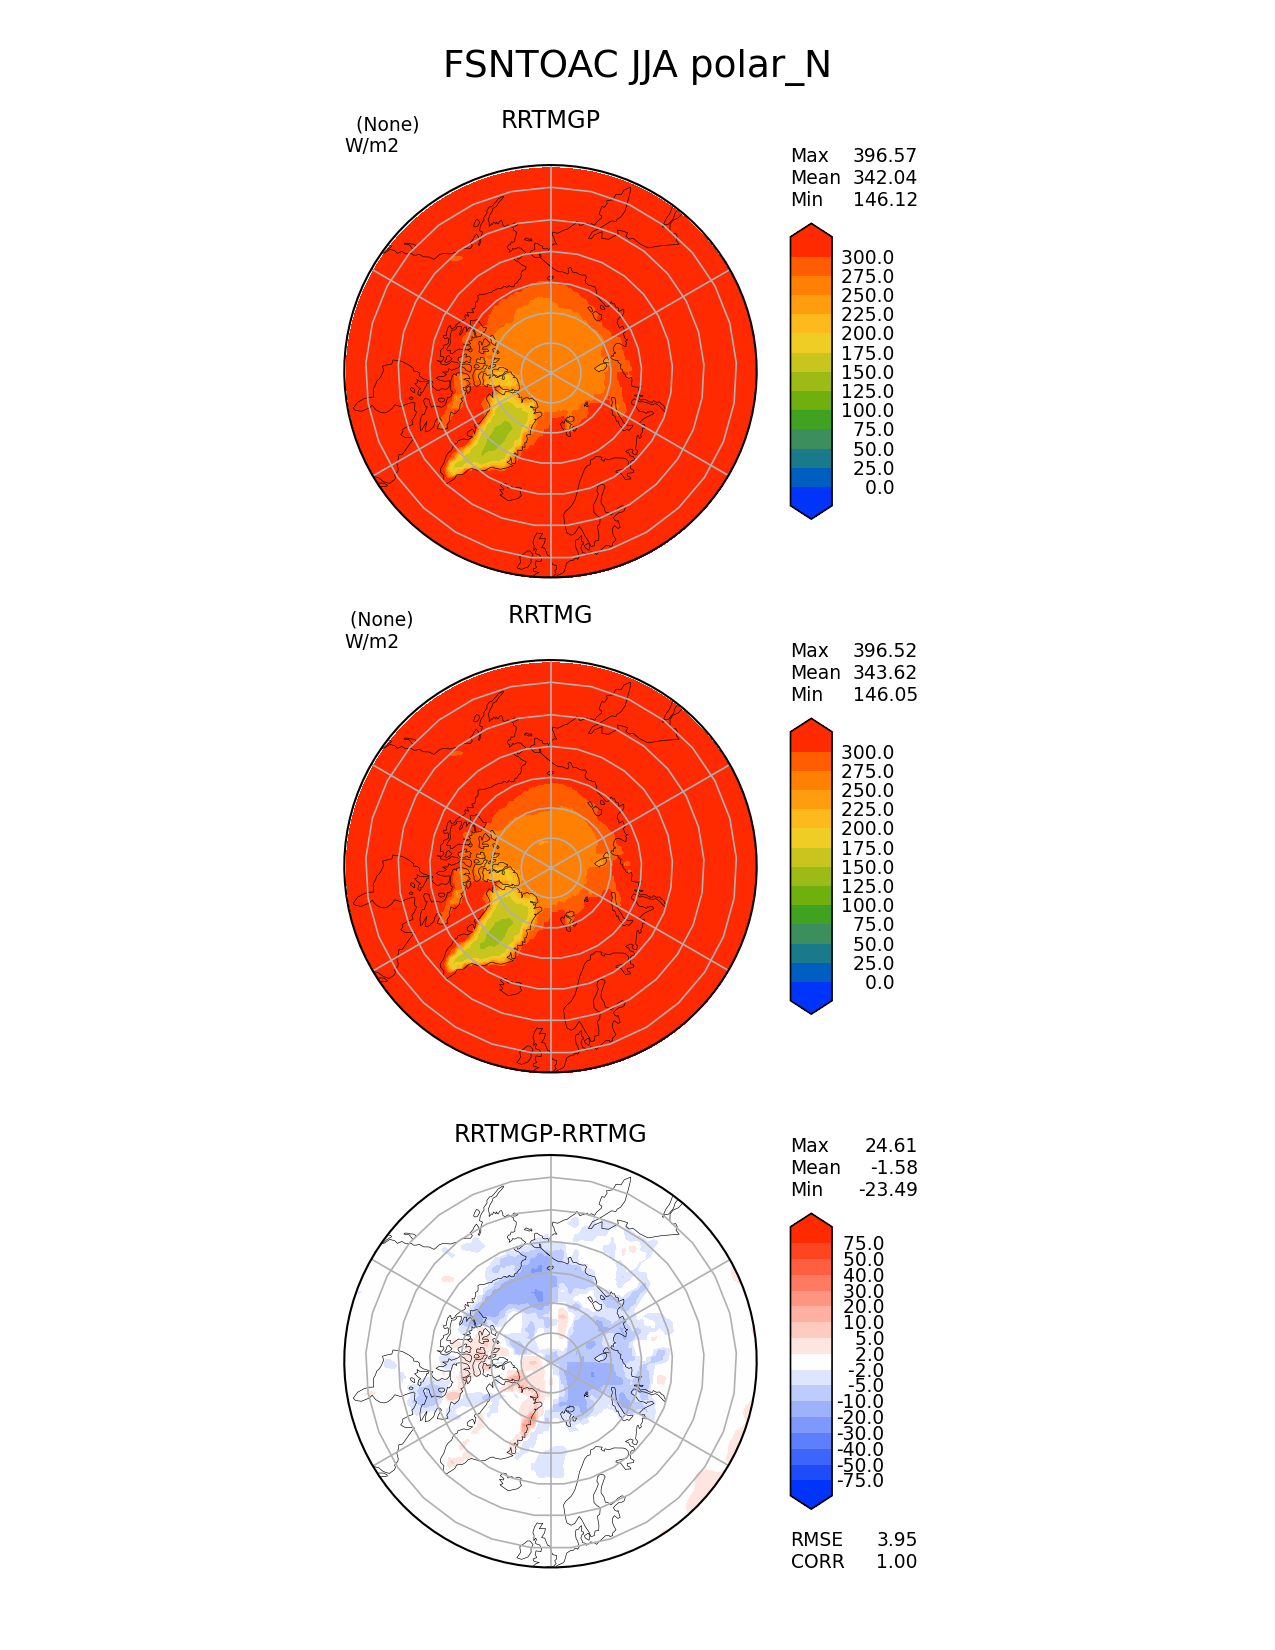 FSNTOAC JJA polar_N
(None)
RRTMGP
W/m2
Max 396.57
Mean 342.04
Min 146.12
300.0
275.0
250.0
225.0
200.0
175.0
150.0
125.0
100.0
75.0
50.0
25.0
0.0
(None)
RRTMG
W/m2
Max 396.52
Mean 343.62
Min 146.05
300.0
275.0
250.0
225.0
200.0
175.0
150.0
125.0
100.0
75.0
50.0
25.0
0.0
RRTMGP-RRTMG
Max 24.61
Mean -1.58
Min -23.49
75.0
50.0
40.0
30.0
20.0
10.0
5.0
2.0
-2.0
-5.0
-10.0
-20.0
-30.0
-40.0
-50.0
-75.0
RMSE 3.95
CORR 1.00